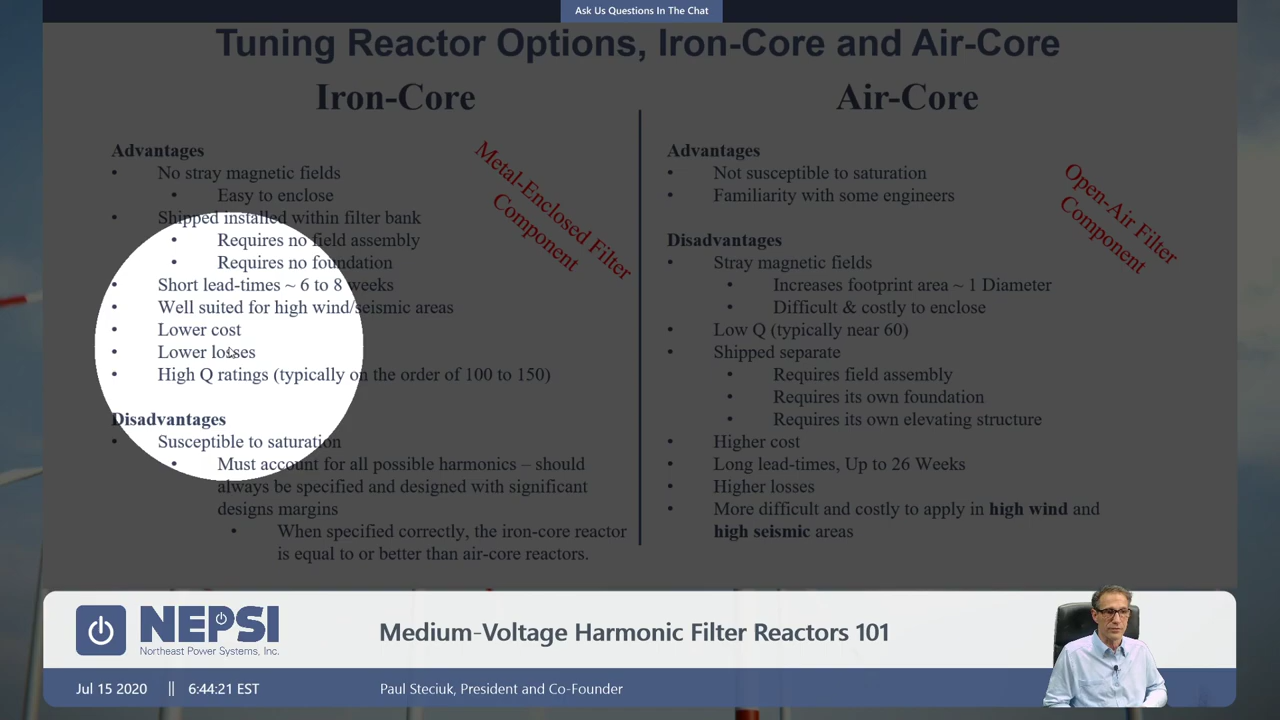 Ask Us Questions In The Chat
Tuning Reactor Options, Iron-Core and Air-Core
Iron-Core
Advantages
• No stray magnetic fields
• Easy to enclose
• Shipped installed within filter bank
• Requires no field assembly
• Requires no foundation
• Short lead-times ~ 6 to 8 weeks
• Well suited for high wind/seismic areas
• Lower cost
• Lower losses
• High Q ratings (typically on the order of 100 to 150)
Disadvantages
• Susceptible to saturation
• Must account for all possible harmonics – should
always be specified and designed with significant
designs margins
• When specified correctly, the iron-core reactor
is equal to or better than air-core reactors.
Metal-Enclosed Filter
Component
Air-Core
Advantages
• Not susceptible to saturation
• Familiarity with some engineers
Disadvantages
• Stray magnetic fields
• Increases footprint area ~ 1 Diameter
• Difficult & costly to enclose
• Low Q (typically near 60)
• Shipped separate
• Requires field assembly
• Requires its own foundation
• Requires its own elevating structure
• Higher cost
• Long lead-times, Up to 26 Weeks
• Higher losses
• More difficult and costly to apply in high wind and
high seismic areas
Open-Air Filter
Component
NEPSI
Northeast Power Systems, Inc.
Medium-Voltage Harmonic Filter Reactors 101
Jul 15 2020 || 6:44:21 EST
Paul Steciuk, President and Co-Founder